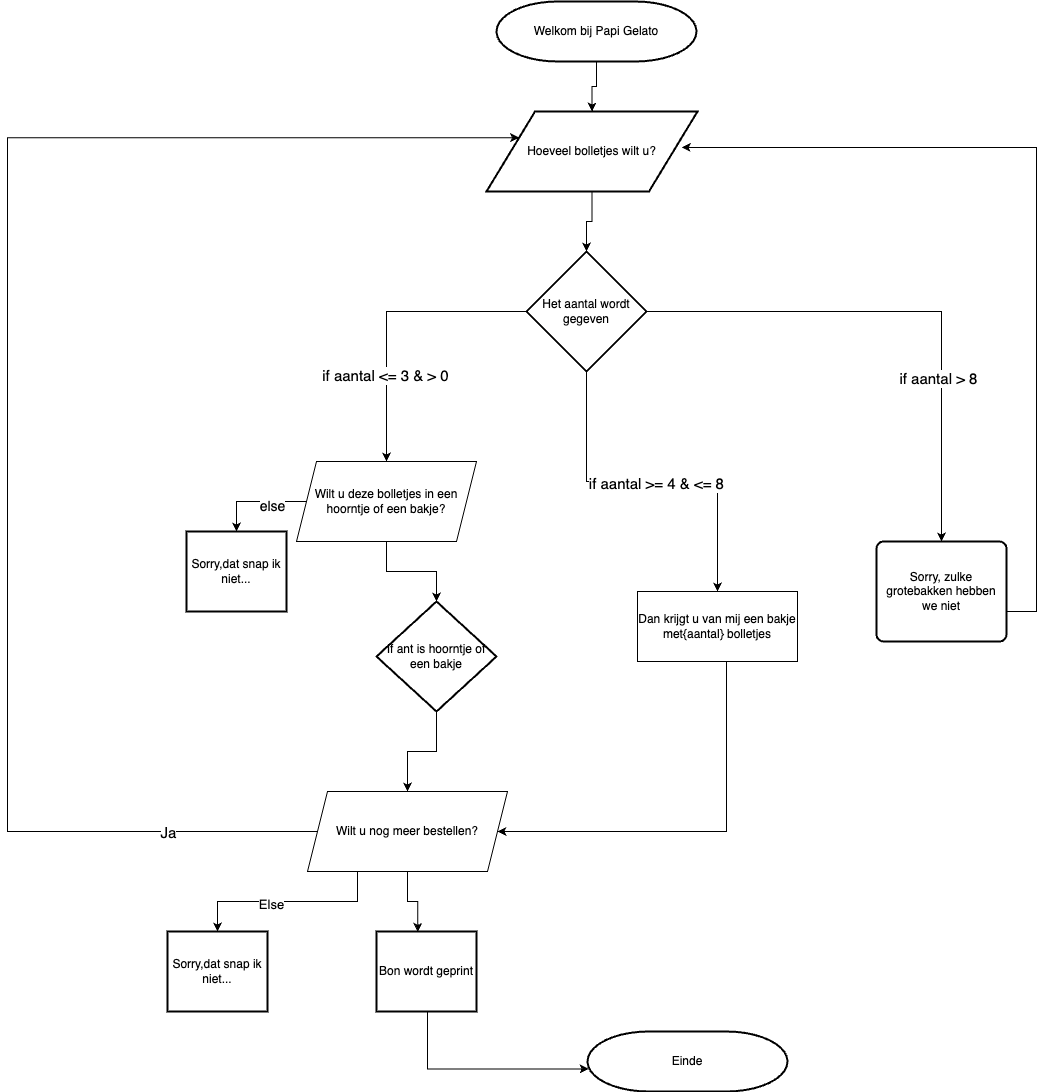 Welkom bij Papi Gelato
Hoeveel bolletjes wilt u?
Het aantal wordt
gegeven
if aantal <= 3 & > 0
if aantal > 8
if aantal >= 4 & <= 8
Wilt u deze bolletjes in een
hoorntje of een bakje?
else
Sorry,dat snap ik
niet...
Sorry, zulke
grotebakken hebben
we niet
Dan krijgt u van mij een bakje
met{aantal} bolletjes
if ant is hoorntje of
een bakje
Wilt u nog meer bestellen?
Ja
Else
Sorry,dat snap ik
niet...
Bon wordt geprint
Einde